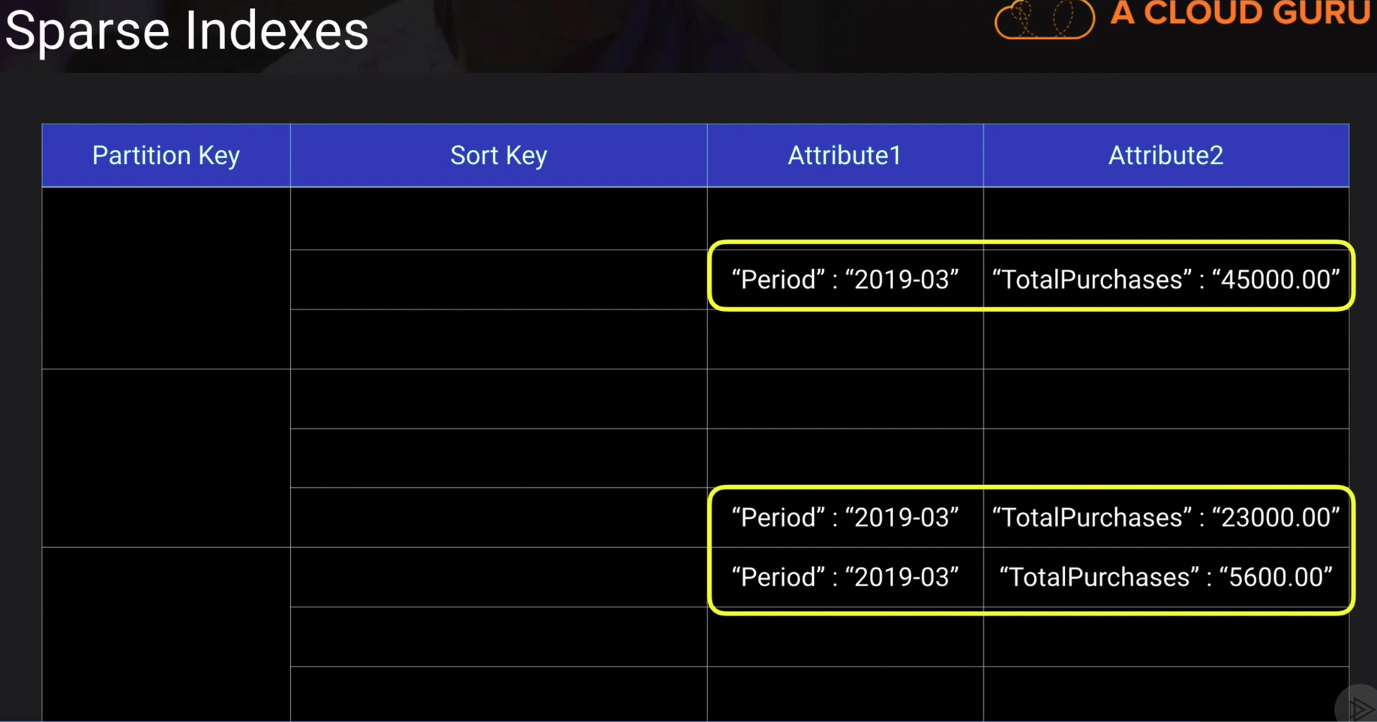 Sparse Indexes
A CLOUD GURU
Partition Key Sort Key Attribute1 Attribute2
“Period” : “2019-03” “TotalPurchases” : “45000.00”
“Period” : “2019-03” “TotalPurchases” : “23000.00”
“Period” : “2019-03” “TotalPurchases” : “5600.00”